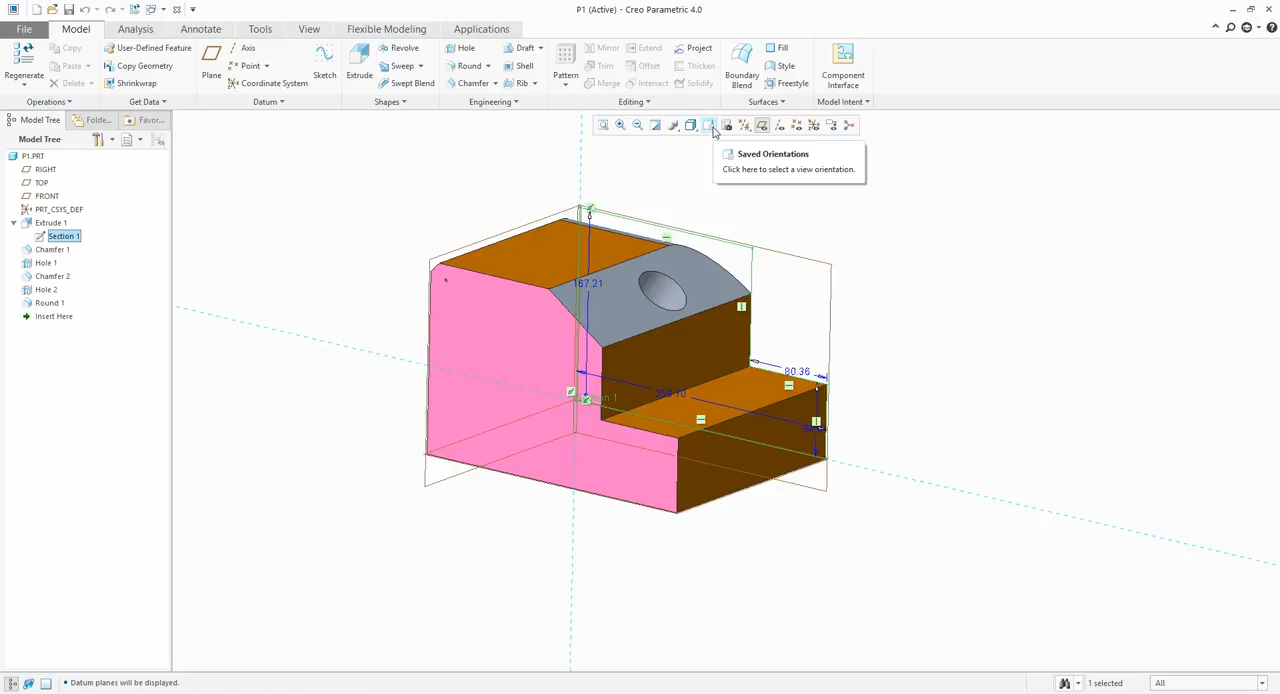 P1 (Active) - Creo Parametric 4.0
File Model Analysis Annotate Tools View Flexible Modeling Applications
Regenerate
Copy
Paste
Delete
Operations
User-Defined Feature
Copy Geometry
Shrinkwrap
Get Data
Plane
Axis
Point
Coordinate System
Sketch
Datum
Extrude
Revolve
Sweep
Swept Blend
Shapes
Hole
Round
Chamfer
Draft
Shell
Rib
Engineering
Pattern
Mirror
Trim
Merge
Extend
Offset
Intersect
Project
Thicken
Solidify
Editing
Boundary
Blend
Fill
Style
Freestyle
Surfaces
Component
Interface
Model Intent
Model Tree Folde... Favor...
Model Tree
P1.PRT
RIGHT
TOP
FRONT
PRT_CSYS_DEF
Extrude 1
Section 1
Chamfer 1
Hole 1
Chamfer 2
Hole 2
Round 1
Insert Here
Saved Orientations
Click here to select a view orientation.
167.21
80.36
• Datum planes will be displayed.
1 selected
All